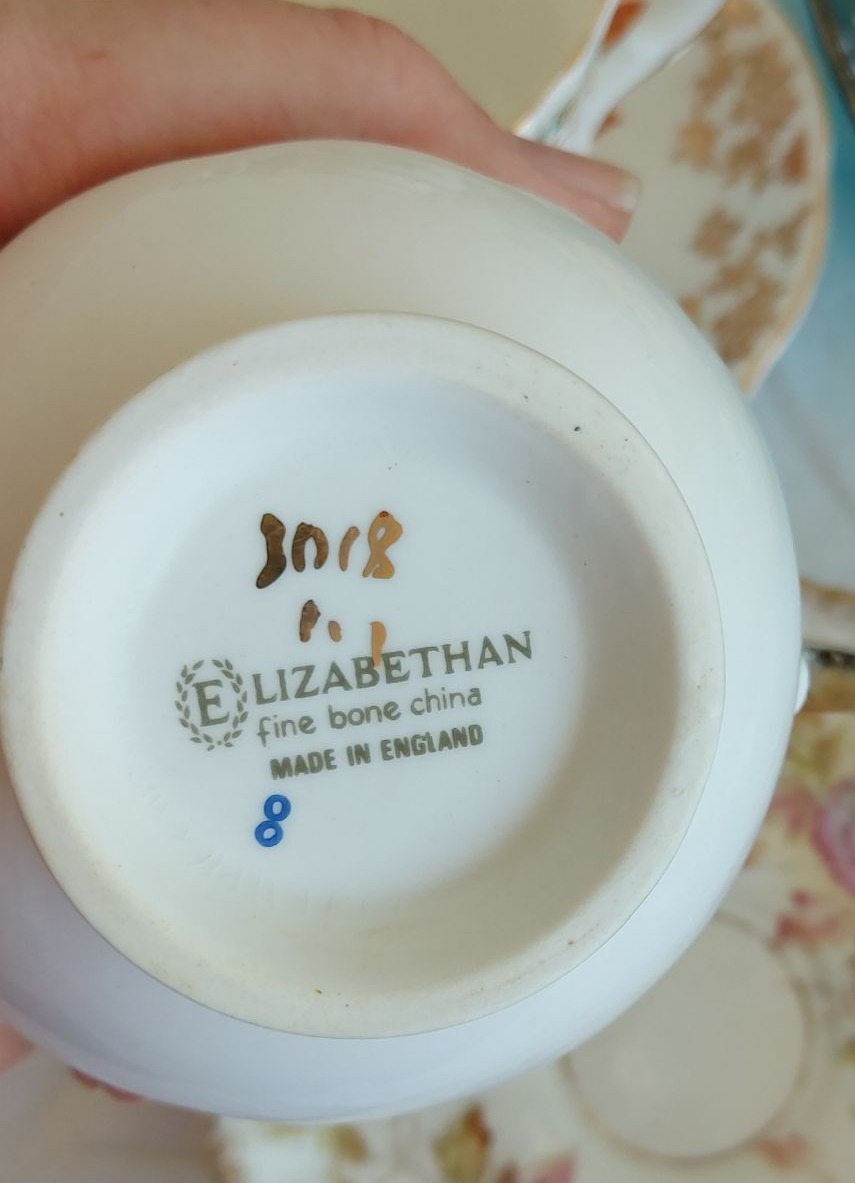 3018
ELIZABETHAN
fine bone china
MADE IN ENGLAND
8